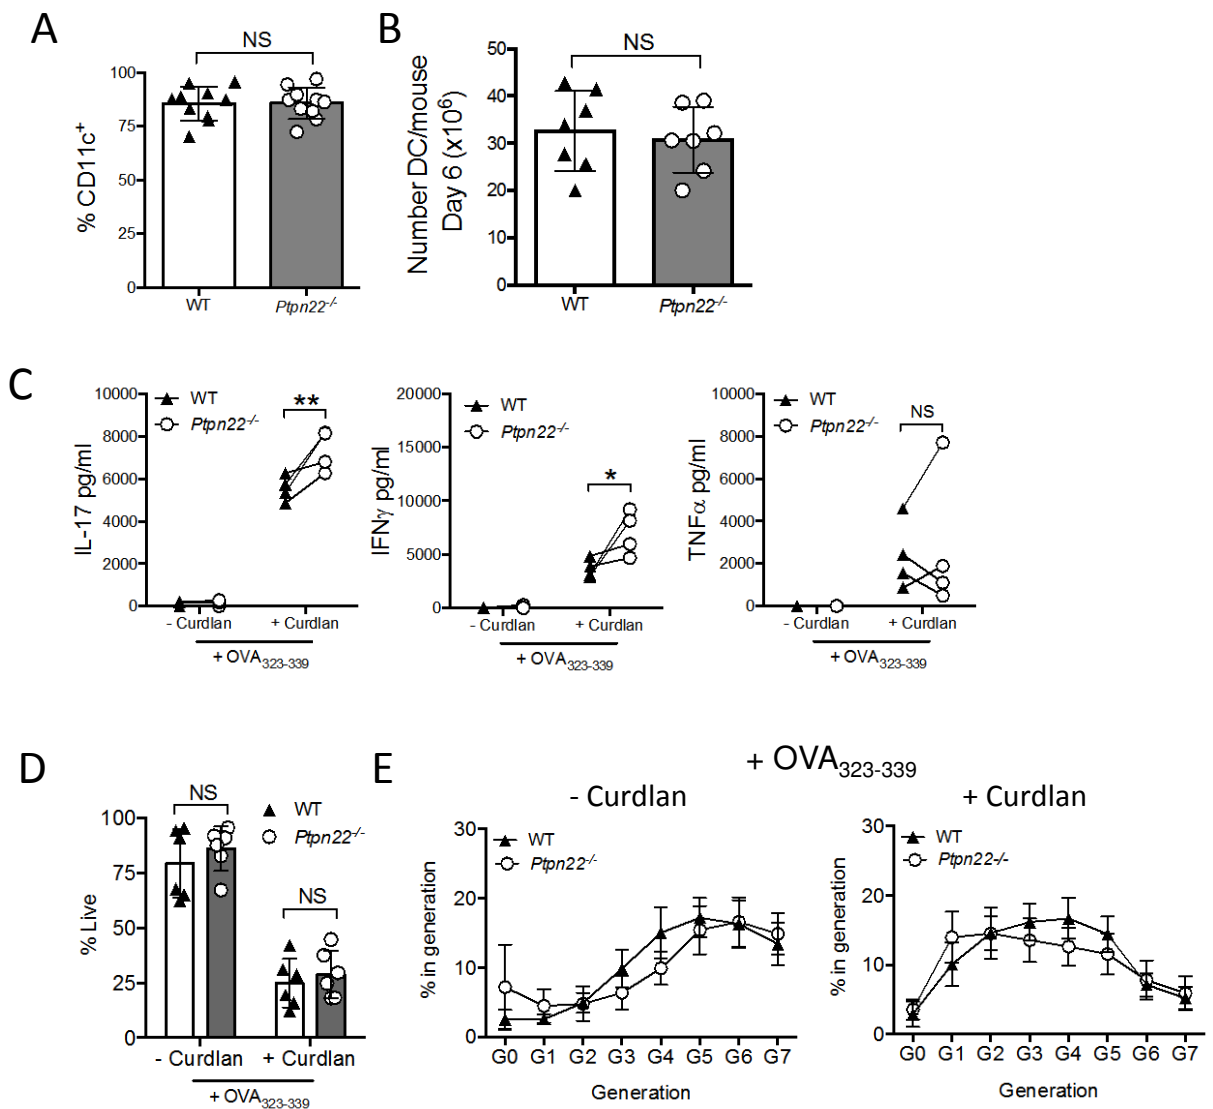 A
NS
% CD11c⁺
100
75
50
25
0
WT
Ptpn22⁻/⁻
B
NS
Number DC/mouse
Day 6 (x10⁶)
50
40
30
20
10
0
WT
Ptpn22⁻/⁻
C
IL-17 pg/ml
10000
8000
6000
4000
2000
0
WT
Ptpn22⁻/⁻
**
- Curdlan
+ Curdlan
+ OVA₃₂₃₋₃₃₉
IFNγ pg/ml
20000
15000
10000
5000
0
WT
Ptpn22⁻/⁻
*
- Curdlan
+ Curdlan
+ OVA₃₂₃₋₃₃₉
TNFα pg/ml
10000
8000
6000
4000
2000
0
WT
Ptpn22⁻/⁻
NS
- Curdlan
+ Curdlan
+ OVA₃₂₃₋₃₃₉
D
% Live
100
75
50
25
0
NS
NS
WT
Ptpn22⁻/⁻
- Curdlan
+ Curdlan
+ OVA₃₂₃₋₃₃₉
E
+ OVA₃₂₃₋₃₃₉
- Curdlan
% in generation
30
20
10
0
WT
Ptpn22⁻/⁻
G0 G1 G2 G3 G4 G5 G6 G7
Generation
+ Curdlan
% in generation
30
20
10
0
WT
Ptpn22-/-
G0 G1 G2 G3 G4 G5 G6 G7
Generation